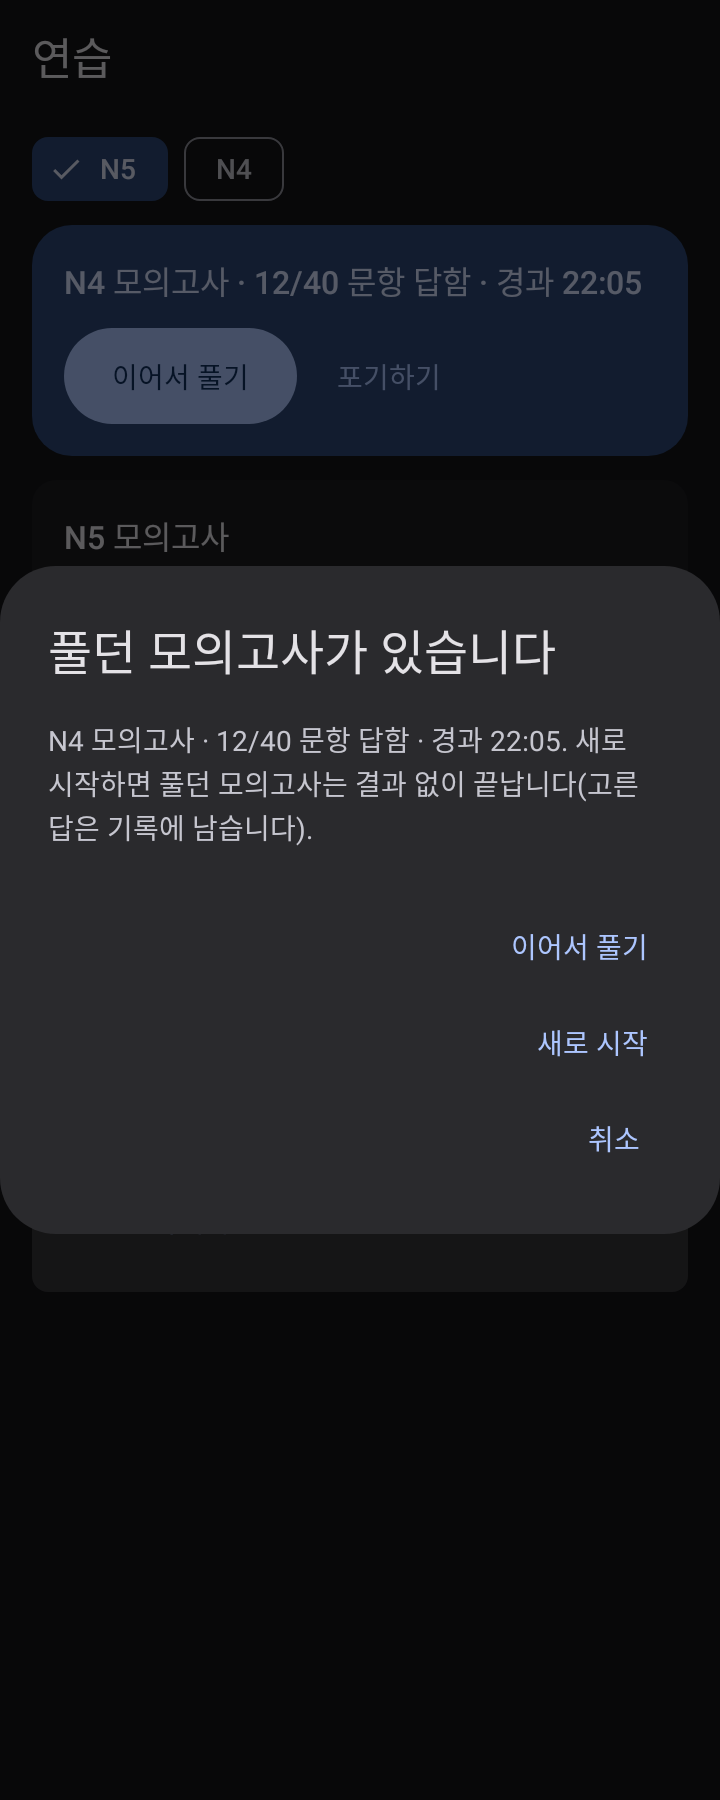 연습
N5
N4
N4 모의고사 · 12/40 문항 답함 · 경과 22:05
이어서 풀기
포기하기
N5 모의고사
풀던 모의고사가 있습니다
N4 모의고사 · 12/40 문항 답함 · 경과 22:05. 새로
시작하면 풀던 모의고사는 결과 없이 끝납니다(고른
답은 기록에 남습니다).
이어서 풀기
새로 시작
취소